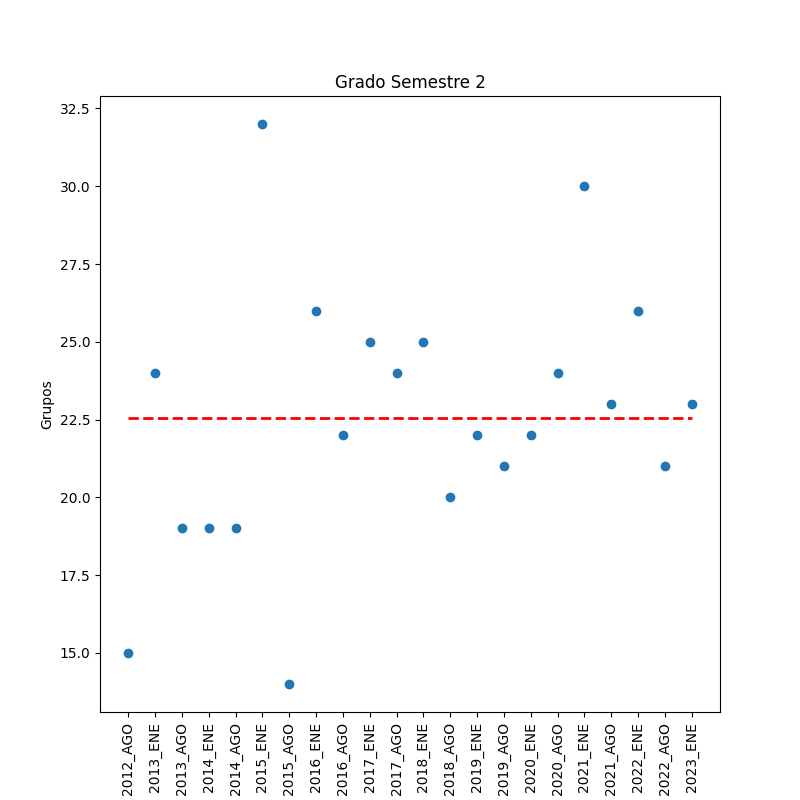 Grado Semestre 2
32.5
30.0
27.5
25.0
22.5
20.0
17.5
15.0
Grupos
2012_AGO
2013_ENE
2013_AGO
2014_ENE
2014_AGO
2015_ENE
2015_AGO
2016_ENE
2016_AGO
2017_ENE
2017_AGO
2018_ENE
2018_AGO
2019_ENE
2019_AGO
2020_ENE
2020_AGO
2021_ENE
2021_AGO
2022_ENE
2022_AGO
2023_ENE